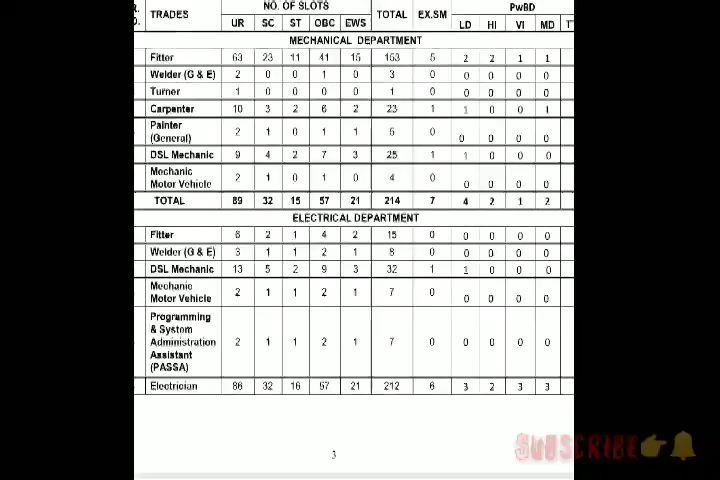 R. TRADES NO. OF SLOTS TOTAL EX.SM PwBD
UR SC ST OBC EWS LD HI VI MD
MECHANICAL DEPARTMENT
Fitter 63 23 11 41 15 153 5 2 2 1 1
Welder (G & E) 2 0 0 1 0 3 0 0 0 0 0
Turner 1 0 0 0 0 1 0 0 0 0 0
Carpenter 10 3 2 6 2 23 1 1 0 0 1
Painter
(General) 2 1 0 1 1 5 0 0 0 0 0
DSL Mechanic 9 4 2 7 3 25 1 1 0 0 0
Mechanic
Motor Vehicle 2 1 0 1 0 4 0 0 0 0 0
TOTAL 89 32 15 57 21 214 7 4 2 1 2
ELECTRICAL DEPARTMENT
Fitter 6 2 1 4 2 15 0 0 0 0 0
Welder (G & E) 3 1 1 2 1 8 0 0 0 0 0
DSL Mechanic 13 5 2 9 3 32 1 1 0 0 0
Mechanic
Motor Vehicle 2 1 1 2 1 7 0 0 0 0 0
Programming
& System
Administration
Assistant
(PASSA) 2 1 1 2 1 7 0 0 0 0 0
Electrician 86 32 16 57 21 212 6 3 2 3 3
3
SUBSCRIBE